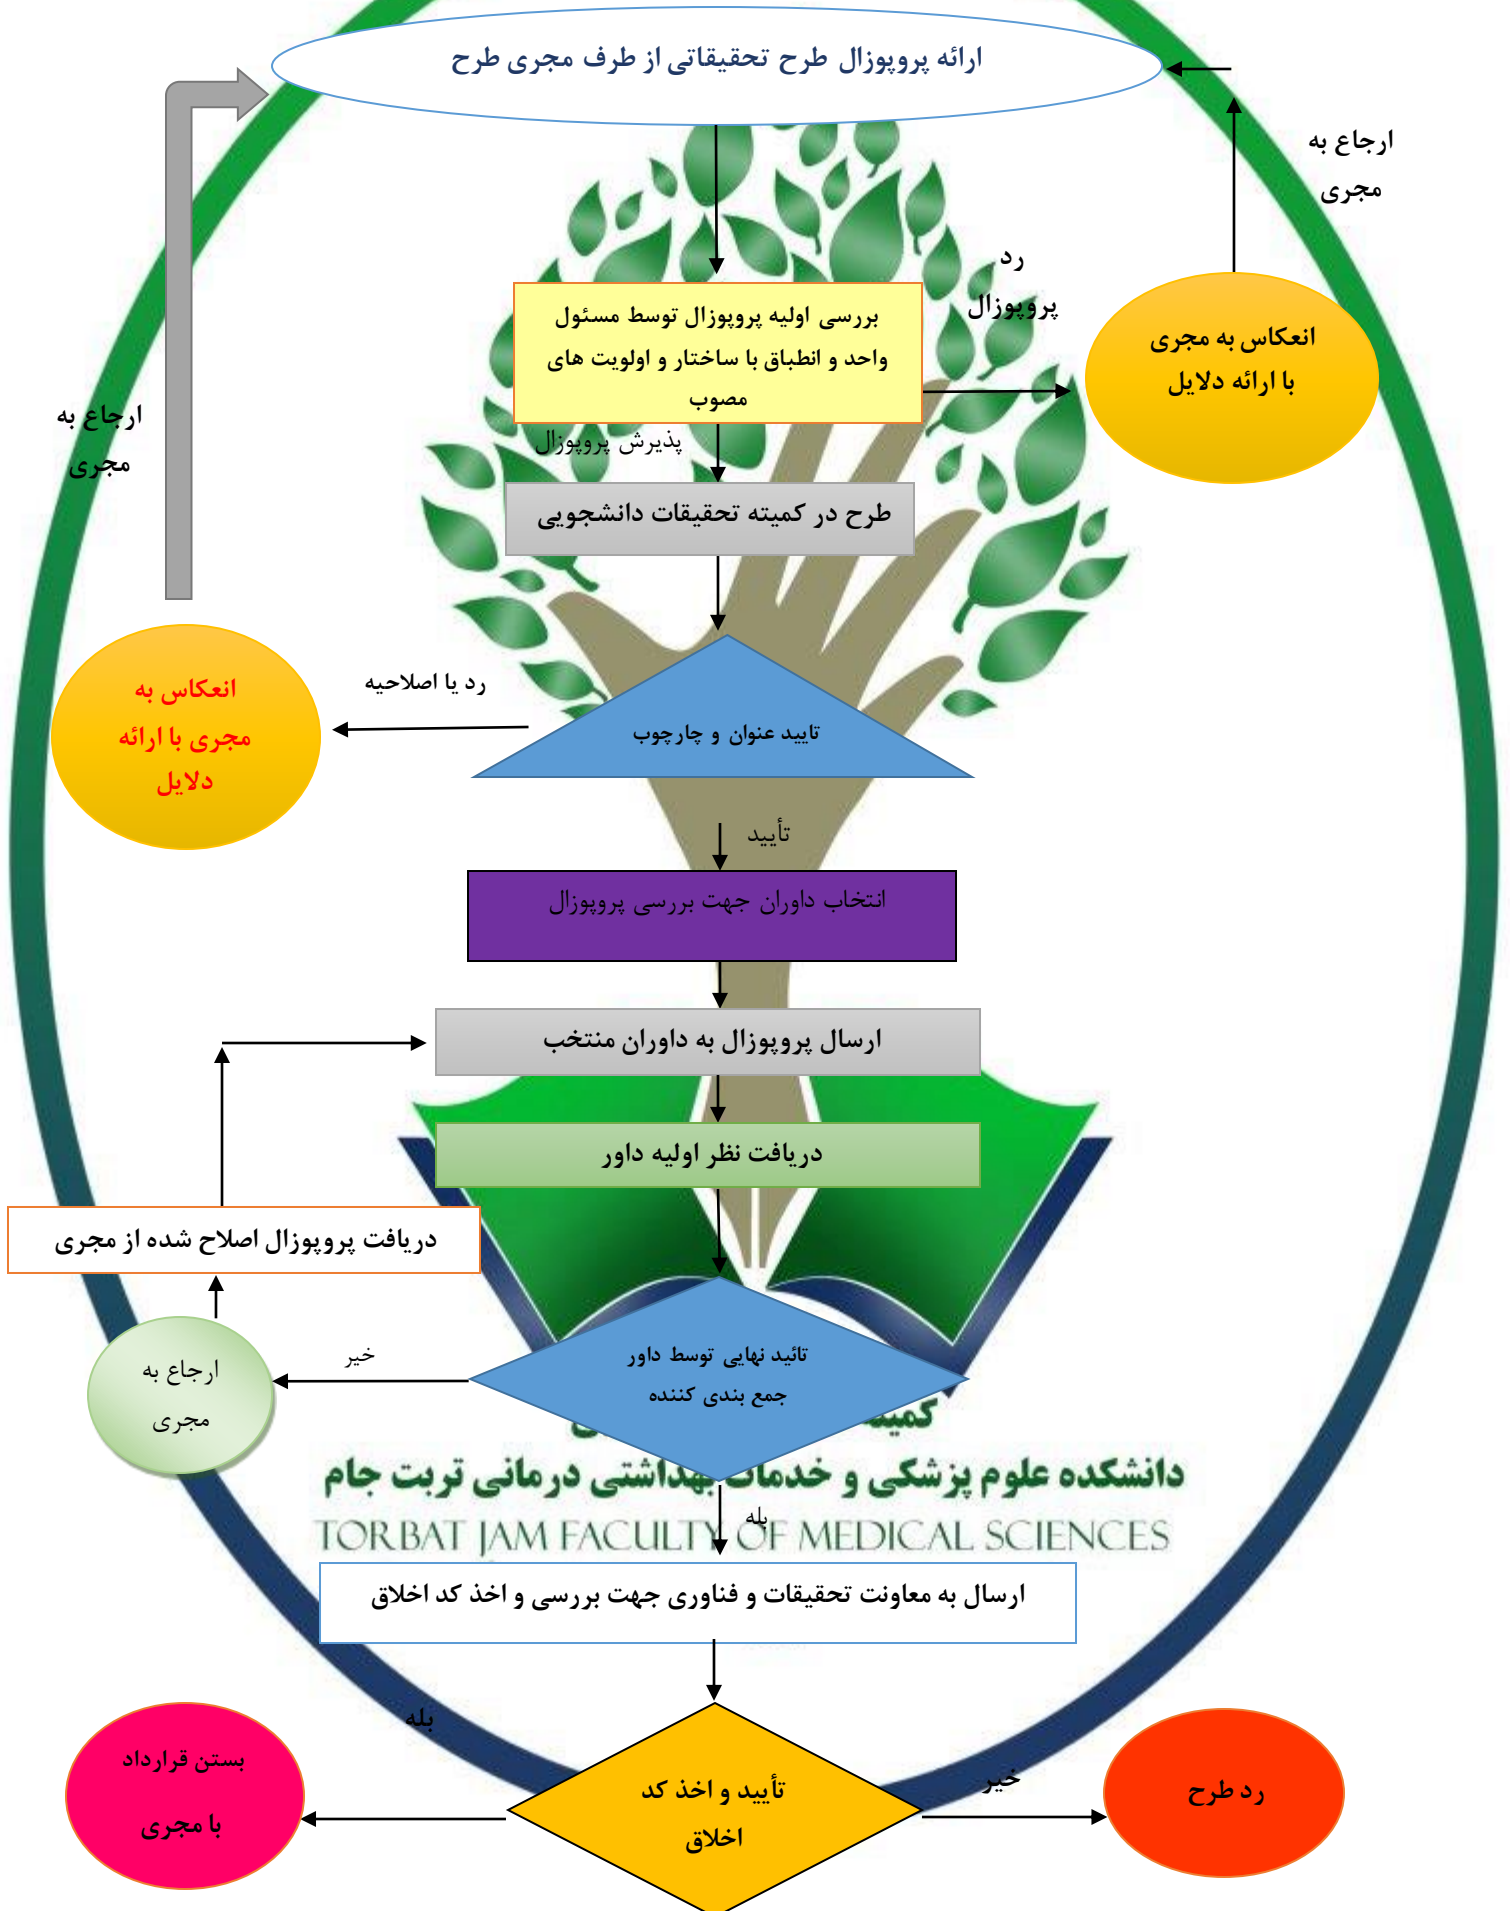 ارائه پروپوزال طرح تحقیقاتی از طرف مجری طرح
ارجاع به
مجری
رد
پروپوزال
بررسی اولیه پروپوزال توسط مسئول
واحد و انطباق با ساختار و اولویت های
مصوب
انعکاس به مجری
با ارائه دلایل
ارجاع به
مجری
پذیرش پروپوزال
طرح در کمیته تحقیقات دانشجویی
رد یا اصلاحیه
انعکاس به
مجری با ارائه
دلایل
تایید عنوان و چارچوب
تأیید
انتخاب داوران جهت بررسی پروپوزال
ارسال پروپوزال به داوران منتخب
دریافت نظر اولیه داور
دریافت پروپوزال اصلاح شده از مجری
تائید نهایی توسط داور
جمع بندی کننده
خیر
ارجاع به
مجری
دانشکده علوم پزشکی و خدمات بهداشتی درمانی تربت جام
بله
TORBAT JAM FACULTY OF MEDICAL SCIENCES
ارسال به معاونت تحقیقات و فناوری جهت بررسی و اخذ کد اخلاق
بله
خیر
تأیید و اخذ کد
اخلاق
رد طرح
بستن قرارداد
با مجری